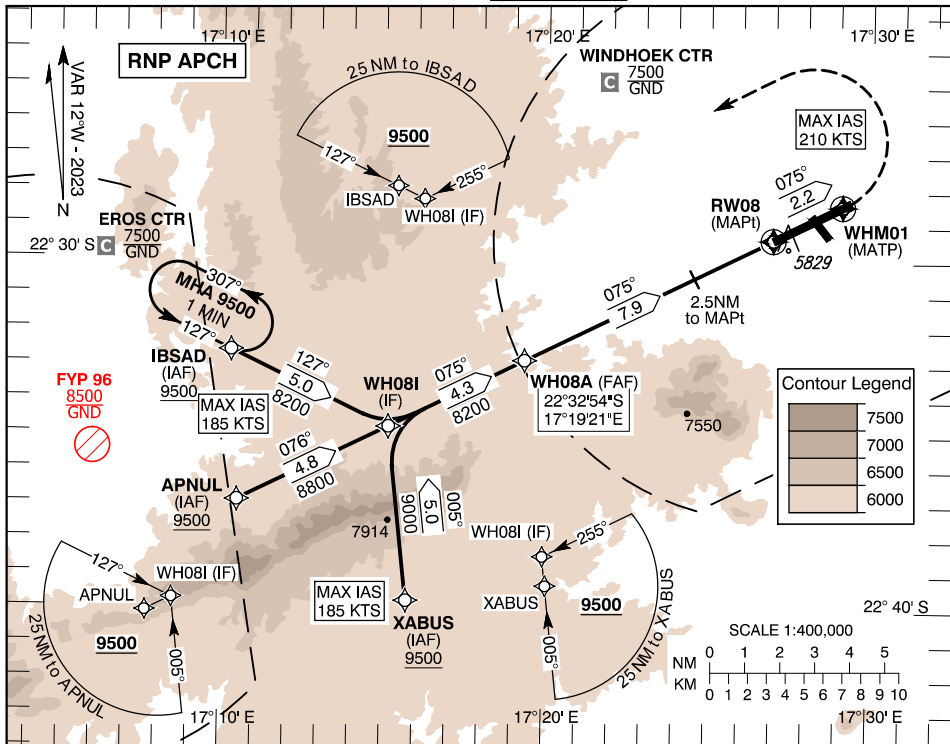 17°10' E
17°20' E
17°30' E
RNP APCH
VAR 12°W - 2023
N
25 NM to IBSAD
9500
127°
255°
IBSAD
WH08I (IF)
WINDHOEK CTR
C
7500
GND
MAX IAS
210 KTS
075°
2.2
RW08
(MAPt)
WHM01
(MATP)
5829
EROS CTR
22° 30' S
C
7500
GND
307°
MHA 9500
1 MIN
127°
IBSAD
(IAF)
9500
127°
5.0
8200
MAX IAS
185 KTS
WH08I
(IF)
075°
4.3
8200
075°
7.9
2.5NM
to MAPt
WH08A (FAF)
22°32'54"S
17°19'21"E
FYP 96
8500
GND
7550
Contour Legend
7500
7000
6500
6000
APNUL
(IAF)
9500
076°
4.8
8800
005°
5.0
9000
7914
MAX IAS
185 KTS
XABUS
(IAF)
9500
127°
WH08I (IF)
APNUL
9500
005°
25 NM to APNUL
WH08I (IF)
255°
XABUS
9500
005°
25 NM to XABUS
22° 40' S
SCALE 1:400,000
NM
0 1 2 3 4 5
KM
0 1 2 3 4 5 6 7 8 9 10
17°10' E
17°20' E
17°30' E